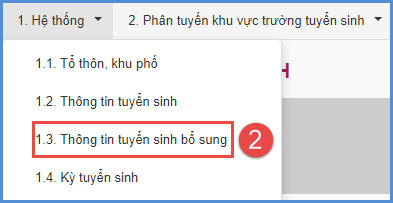 1. Hệ thống 2. Phân tuyến khu vực trường tuyển sinh
1.1. Tổ thôn, khu phố
H
1.2. Thông tin tuyển sinh
1.3. Thông tin tuyển sinh bổ sung 2
1.4. Kỳ tuyển sinh